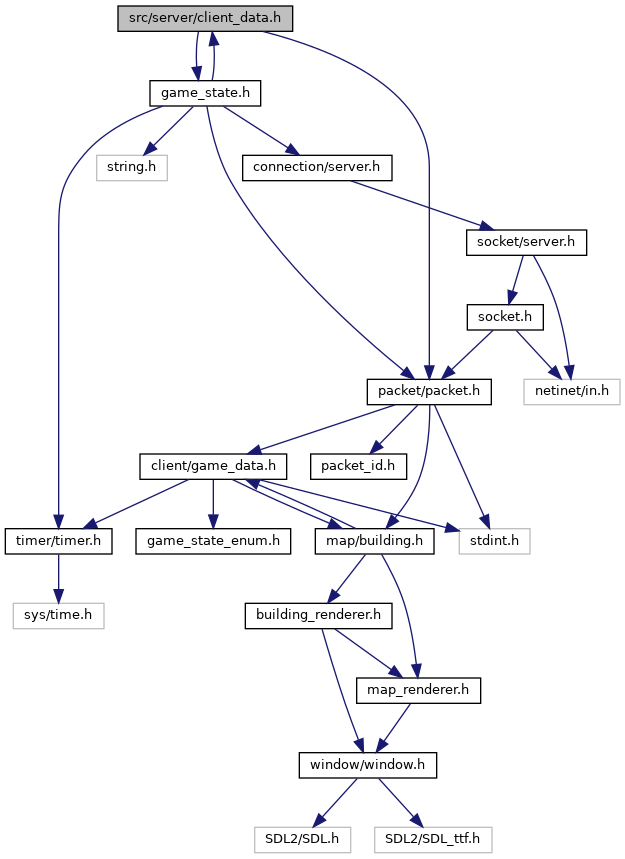 src/server/client_data.h
game_state.h
string.h
connection/server.h
socket/server.h
socket.h
packet/packet.h
netinet/in.h
client/game_data.h
packet_id.h
timer/timer.h
game_state_enum.h
map/building.h
stdint.h
sys/time.h
building_renderer.h
map_renderer.h
window/window.h
SDL2/SDL.h
SDL2/SDL_ttf.h